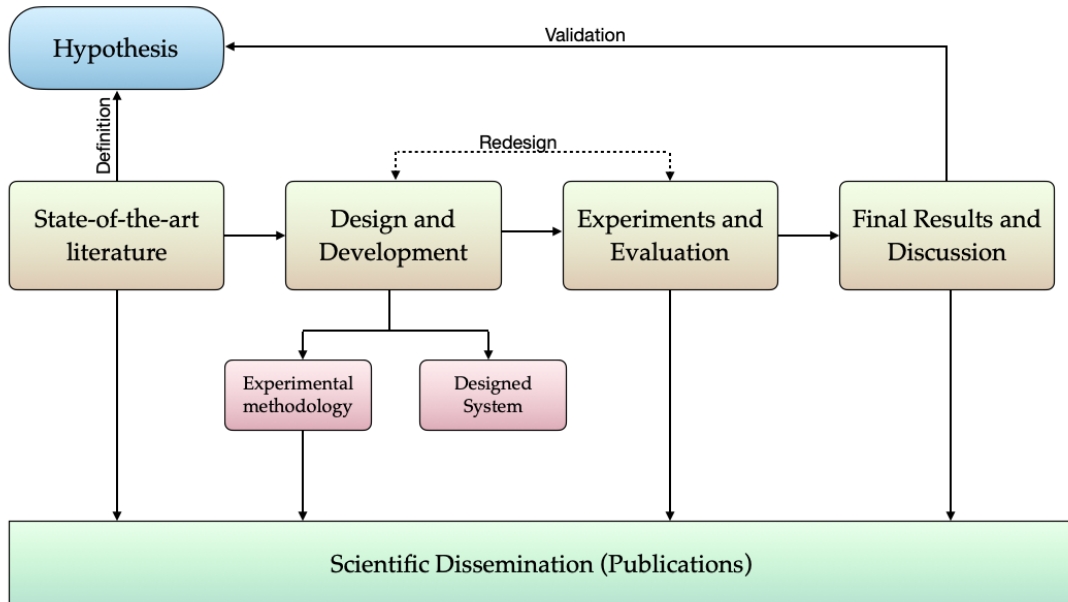 Hypothesis
Validation
Definition
Redesign
State-of-the-art
literature
Design and
Development
Experiments and
Evaluation
Final Results and
Discussion
Experimental
methodology
Designed
System
Scientific Dissemination (Publications)